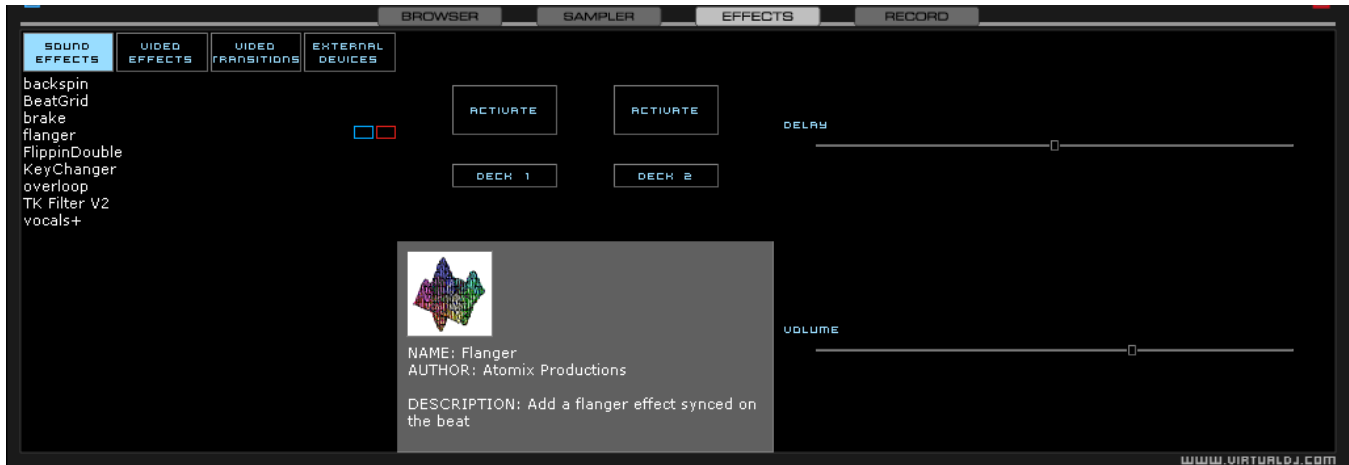 BROWSER SAMPLER EFFECTS RECORD
SOUND EFFECTS
VIDEO EFFECTS
VIDEO TRANSITIONS
EXTERNAL DEVICES
backspin
BeatGrid
brake
flanger
FlippinDouble
KeyChanger
overloop
TK Filter V2
vocals+
ACTIVATE ACTIVATE
DECK 1 DECK 2
DELAY
VOLUME
NAME: Flanger
AUTHOR: Atomix Productions
DESCRIPTION: Add a flanger effect synced on
the beat
WWW.VIRTUALDJ.COM